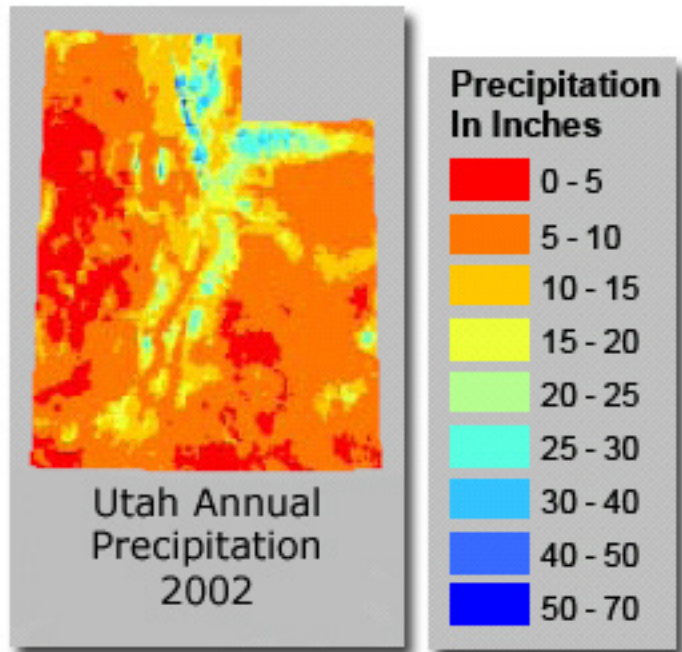 Utah Annual
Precipitation
2002
Precipitation
In Inches
0 - 5
5 - 10
10 - 15
15 - 20
20 - 25
25 - 30
30 - 40
40 - 50
50 - 70